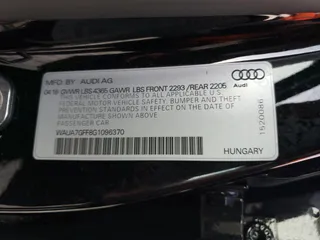 MFD. BY : AUDI AG
04/16 GVWR LBS 4365 GAWR LBS FRONT 2293 /REAR 2205
THIS VEHICLE CONFORMS TO ALL APPLICABLE U.S. FEDERAL
MOTOR VEHICLE SAFETY, BUMPER AND THEFT
PREVENTION STANDARDS IN EFFECT ON THE DATE OF
MANUFACTURE SHOWN ABOVE
PASSENGER CAR
WAUA7GFF8G1096370
HUNGARY
1520086